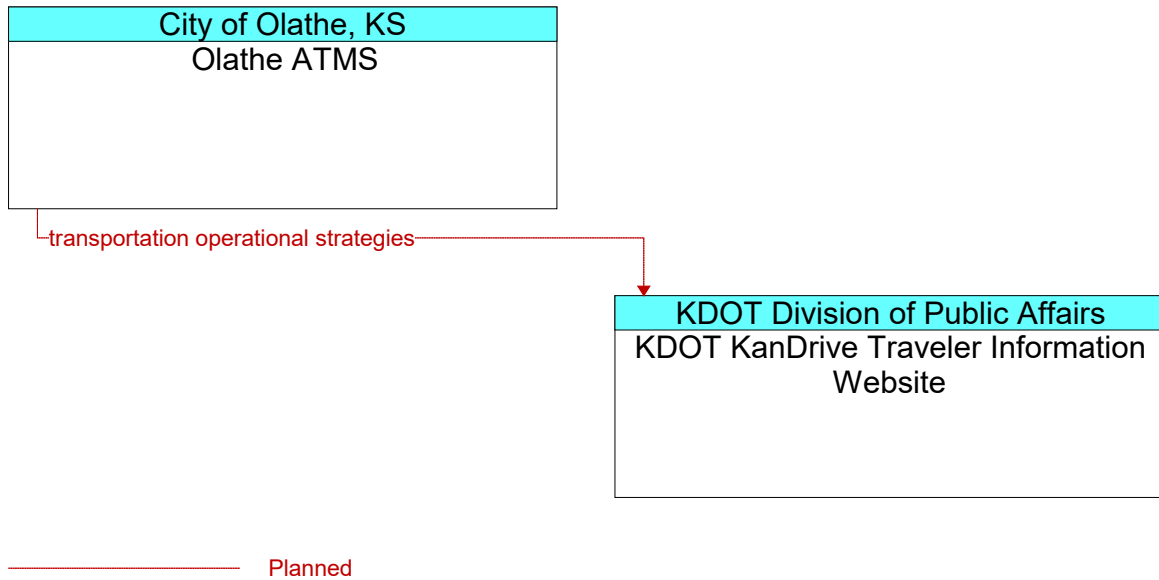 City of Olathe, KS
Olathe ATMS
transportation operational strategies
KDOT Division of Public Affairs
KDOT KanDrive Traveler Information
Website
Planned